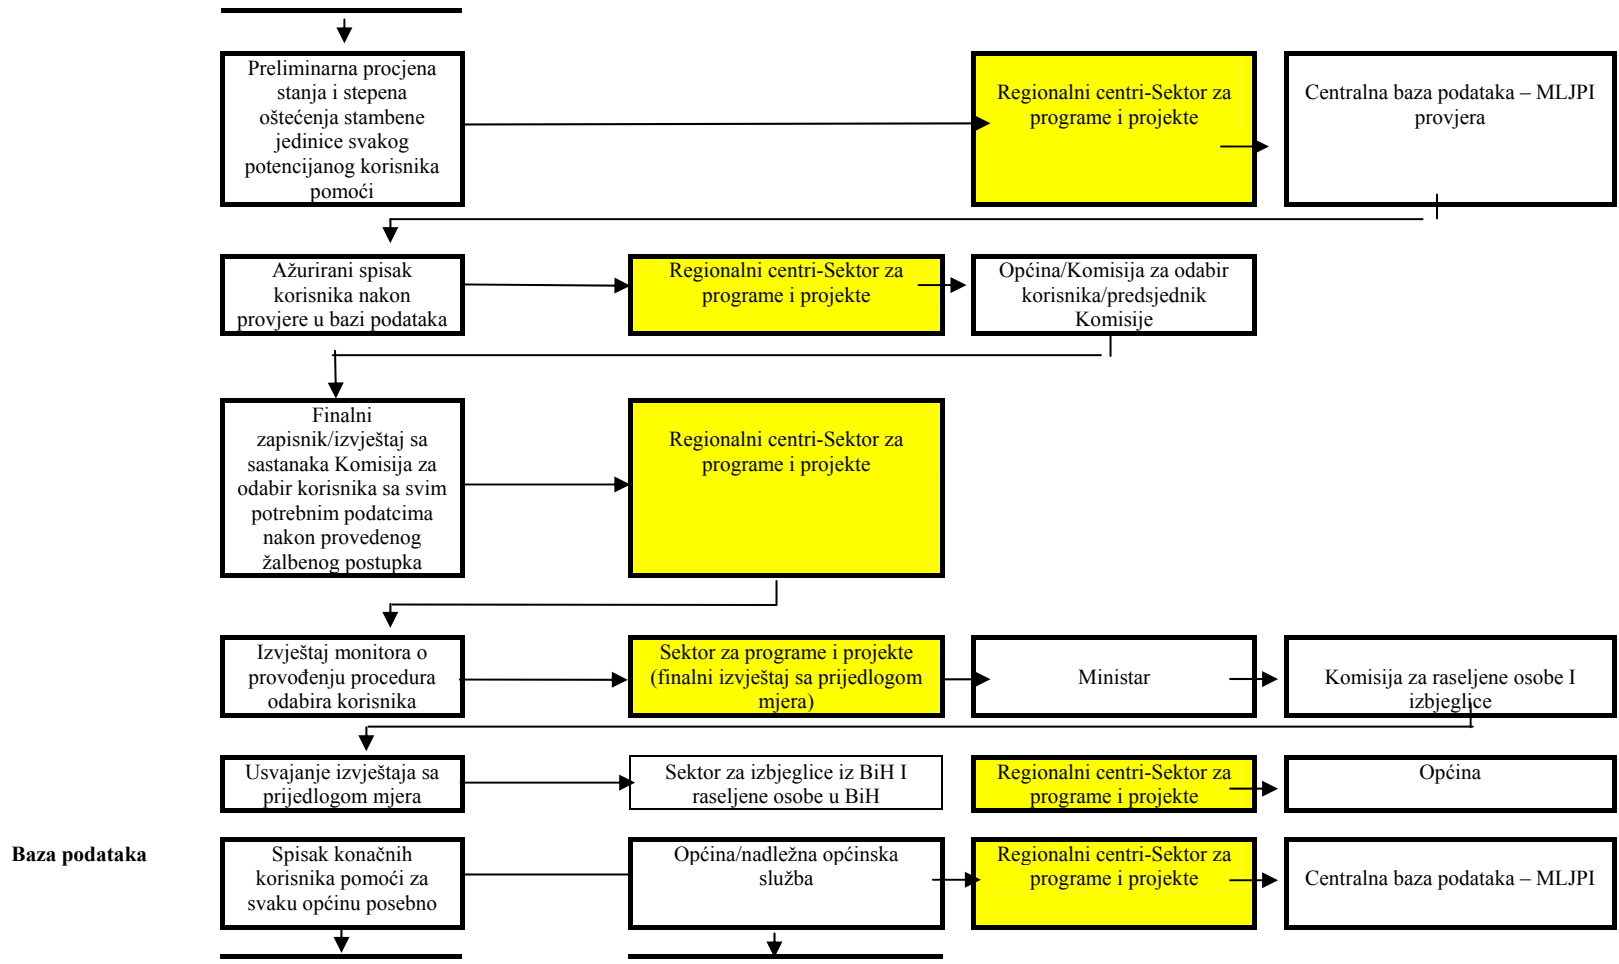 Preliminarna procjena
stanja i stepena
oštećenja stambene
jedinice svakog
potencijanog korisnika
pomoći
Regionalni centri-Sektor za
programe i projekte
Centralna baza podataka – MLJPI
provjera
Ažurirani spisak
korisnika nakon
provjere u bazi podataka
Regionalni centri-Sektor za
programe i projekte
Općina/Komisija za odabir
korisnika/predsjednik
Komisije
Finalni
zapisnik/izvještaj sa
sastanaka Komisija za
odabir korisnika sa svim
potrebnim podatcima
nakon provedenog
žalbenog postupka
Regionalni centri-Sektor za
programe i projekte
Izvještaj monitora o
provođenju procedura
odabira korisnika
Sektor za programe i projekte
(finalni izvještaj sa prijedlogom
mjera)
Ministar
Komisija za raseljene osobe I
izbjeglice
Usvajanje izvještaja sa
prijedlogom mjera
Sektor za izbjeglice iz BiH I
raseljene osobe u BiH
Regionalni centri-Sektor za
programe i projekte
Općina
Baza podataka
Spisak konačnih
korisnika pomoći za
svaku općinu posebno
Općina/nadležna općinska
služba
Regionalni centri-Sektor za
programe i projekte
Centralna baza podataka – MLJPI